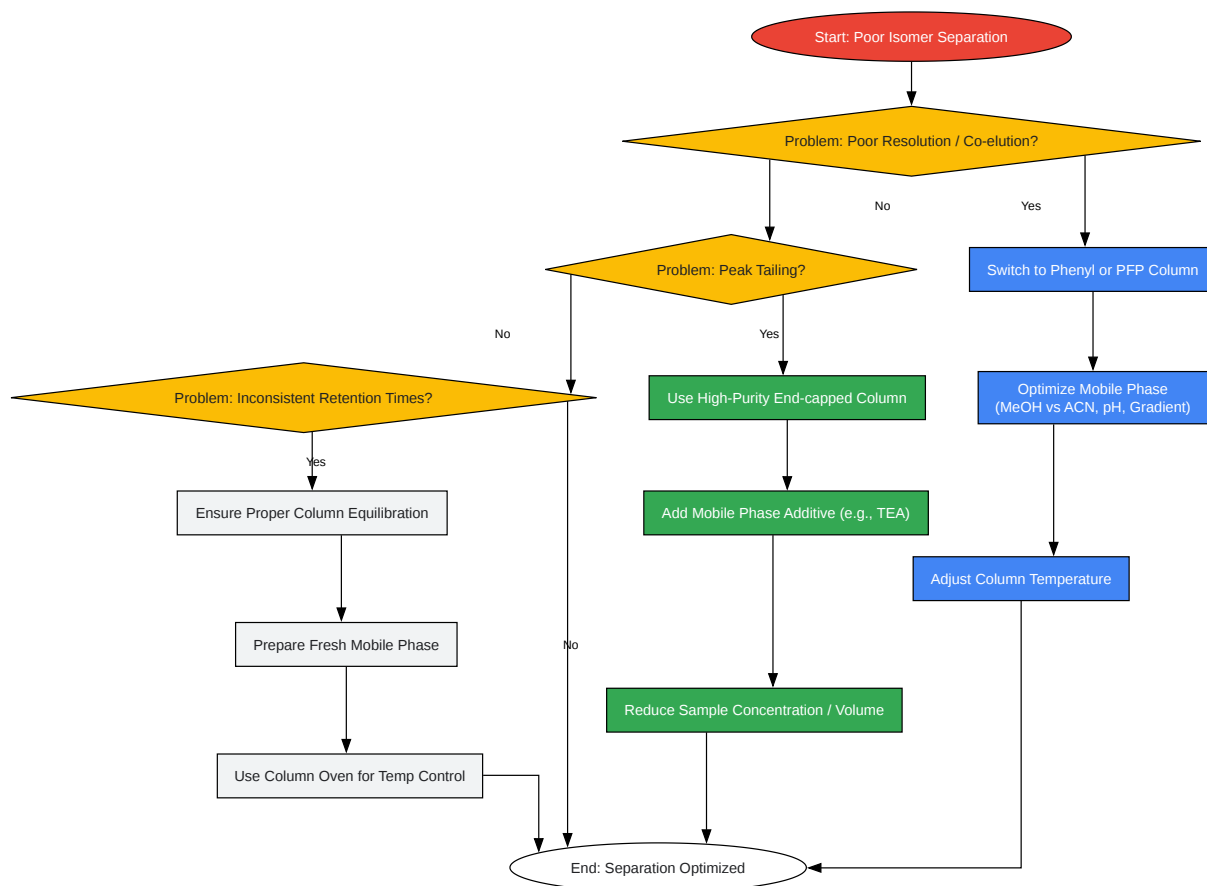 Start: Poor Isomer Separation
Problem: Poor Resolution / Co-elution?
No
Yes
Problem: Peak Tailing?
Switch to Phenyl or PFP Column
No
Yes
Problem: Inconsistent Retention Times?
Use High-Purity End-capped Column
Optimize Mobile Phase
(MeOH vs ACN, pH, Gradient)
Yes
Ensure Proper Column Equilibration
Add Mobile Phase Additive (e.g., TEA)
Adjust Column Temperature
Prepare Fresh Mobile Phase
No
Reduce Sample Concentration / Volume
Use Column Oven for Temp Control
End: Separation Optimized